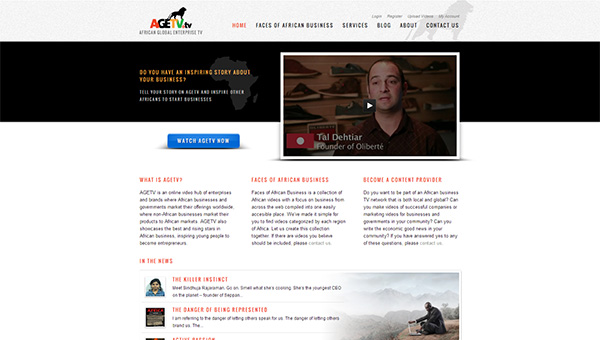 AGETV.tv
AFRICAN GLOBAL ENTERPRISE TV
Login Register Upload Videos My Account
HOME FACES OF AFRICAN BUSINESS SERVICES BLOG ABOUT CONTACT US
DO YOU HAVE AN INSPIRING STORY ABOUT
YOUR BUSINESS?
TELL YOUR STORY ON AGETV AND INSPIRE OTHER
AFRICANS TO START BUSINESSES.
WATCH AGETV NOW
Tal Dehtiar
Founder of Oliberté
WHAT IS AGETV?
AGETV is an online video hub of enterprises
and brands where African businesses and
governments market their offerings worldwide,
where non-African businesses market their
products to African markets. AGETV also
showcases the best and rising stars in
African business, inspiring young people to
become entrepreneurs.
FACES OF AFRICAN BUSINESS
Faces of African Business is a collection of
African videos with a focus on business from
across the web compiled into one easily
accesible place. We've made it simple for
you to find videos categorized by each region
of Africa. Let us create this collection
together. If there are videos you believe
should be included, please contact us.
BECOME A CONTENT PROVIDER
Do you want to be part of an African business
TV network that is both local and global? Can
you make videos of successful companies or
marketing videos for businesses and
governments in your community? Can you
write the economic good news in your
community? If you have answered yes to any
of these questions, please contact us.
IN THE NEWS
THE KILLER INSTINCT
Meet Sindhuja Rajaraman. Go on. Smell what she's cooking. She's the youngest CEO
on the planet – founder of Seppan...
THE DANGER OF BEING REPRESENTED
I am referring to the danger of letting others speak for us. The danger of letting others
brand us. The...
ACTIVE PASSION